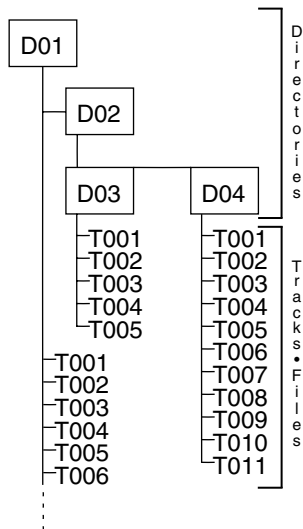 D01
D02
D03
D04
T001
T002
T003
T004
T005
T001
T002
T003
T004
T005
T006
T007
T008
T009
T010
T011
T001
T002
T003
T004
T005
T006
Directories
Tracks•Files